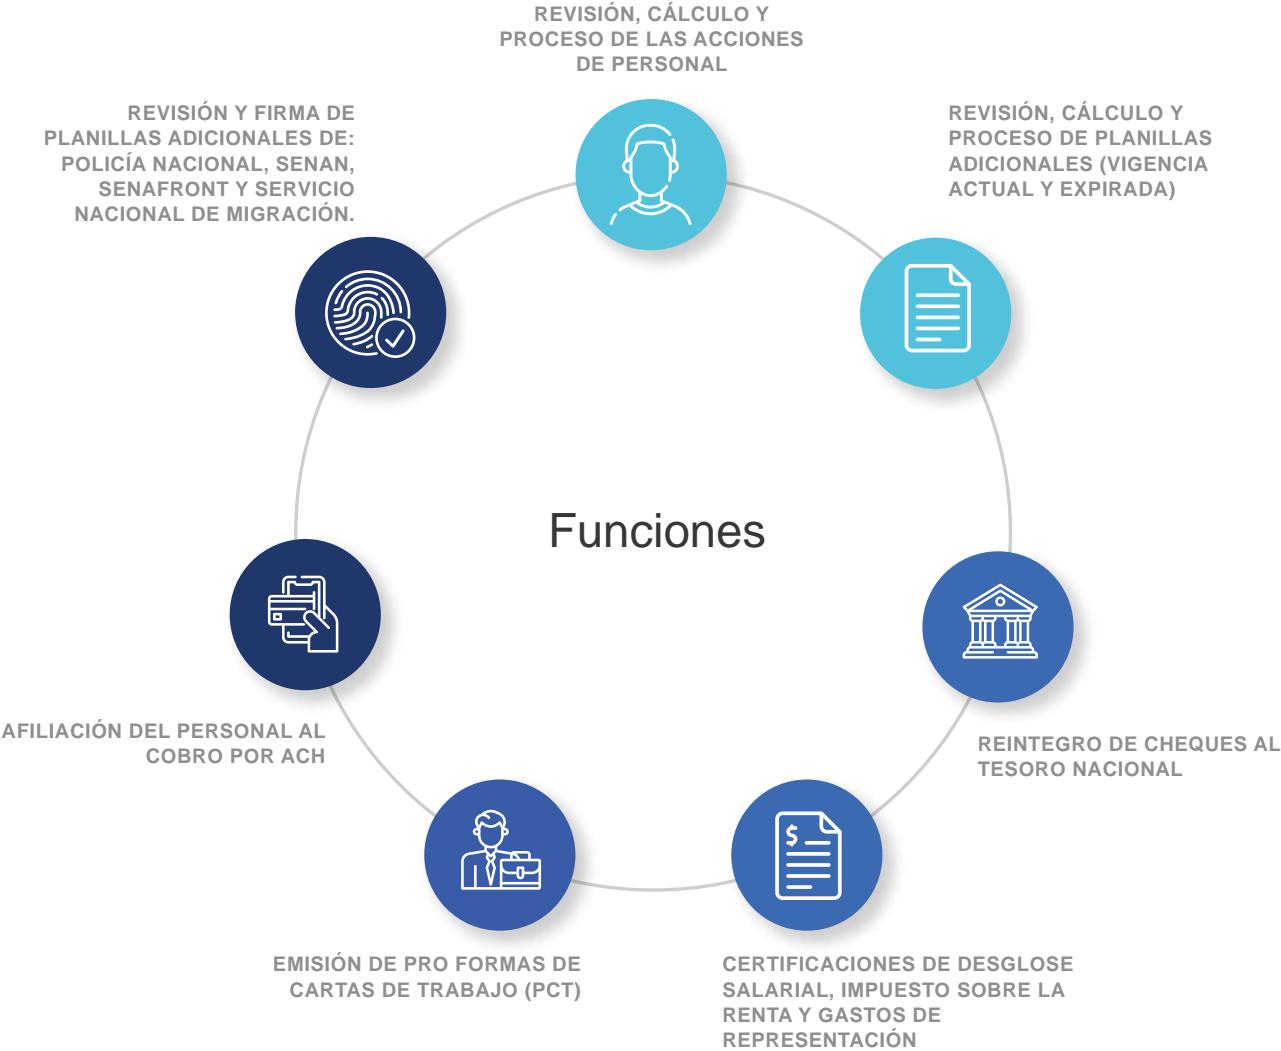 REVISIÓN, CÁLCULO Y
PROCESO DE LAS ACCIONES
DE PERSONAL
REVISIÓN, CÁLCULO Y
PROCESO DE PLANILLAS
ADICIONALES (VIGENCIA
ACTUAL Y EXPIRADA)
REINTEGRO DE CHEQUES AL
TESORO NACIONAL
CERTIFICACIONES DE DESGLOSE
SALARIAL, IMPUESTO SOBRE LA
RENTA Y GASTOS DE
REPRESENTACIÓN
EMISIÓN DE PRO FORMAS DE
CARTAS DE TRABAJO (PCT)
AFILIACIÓN DEL PERSONAL AL
COBRO POR ACH
REVISIÓN Y FIRMA DE
PLANILLAS ADICIONALES DE:
POLICÍA NACIONAL, SENAN,
SENAFRONT Y SERVICIO
NACIONAL DE MIGRACIÓN.
Funciones
$